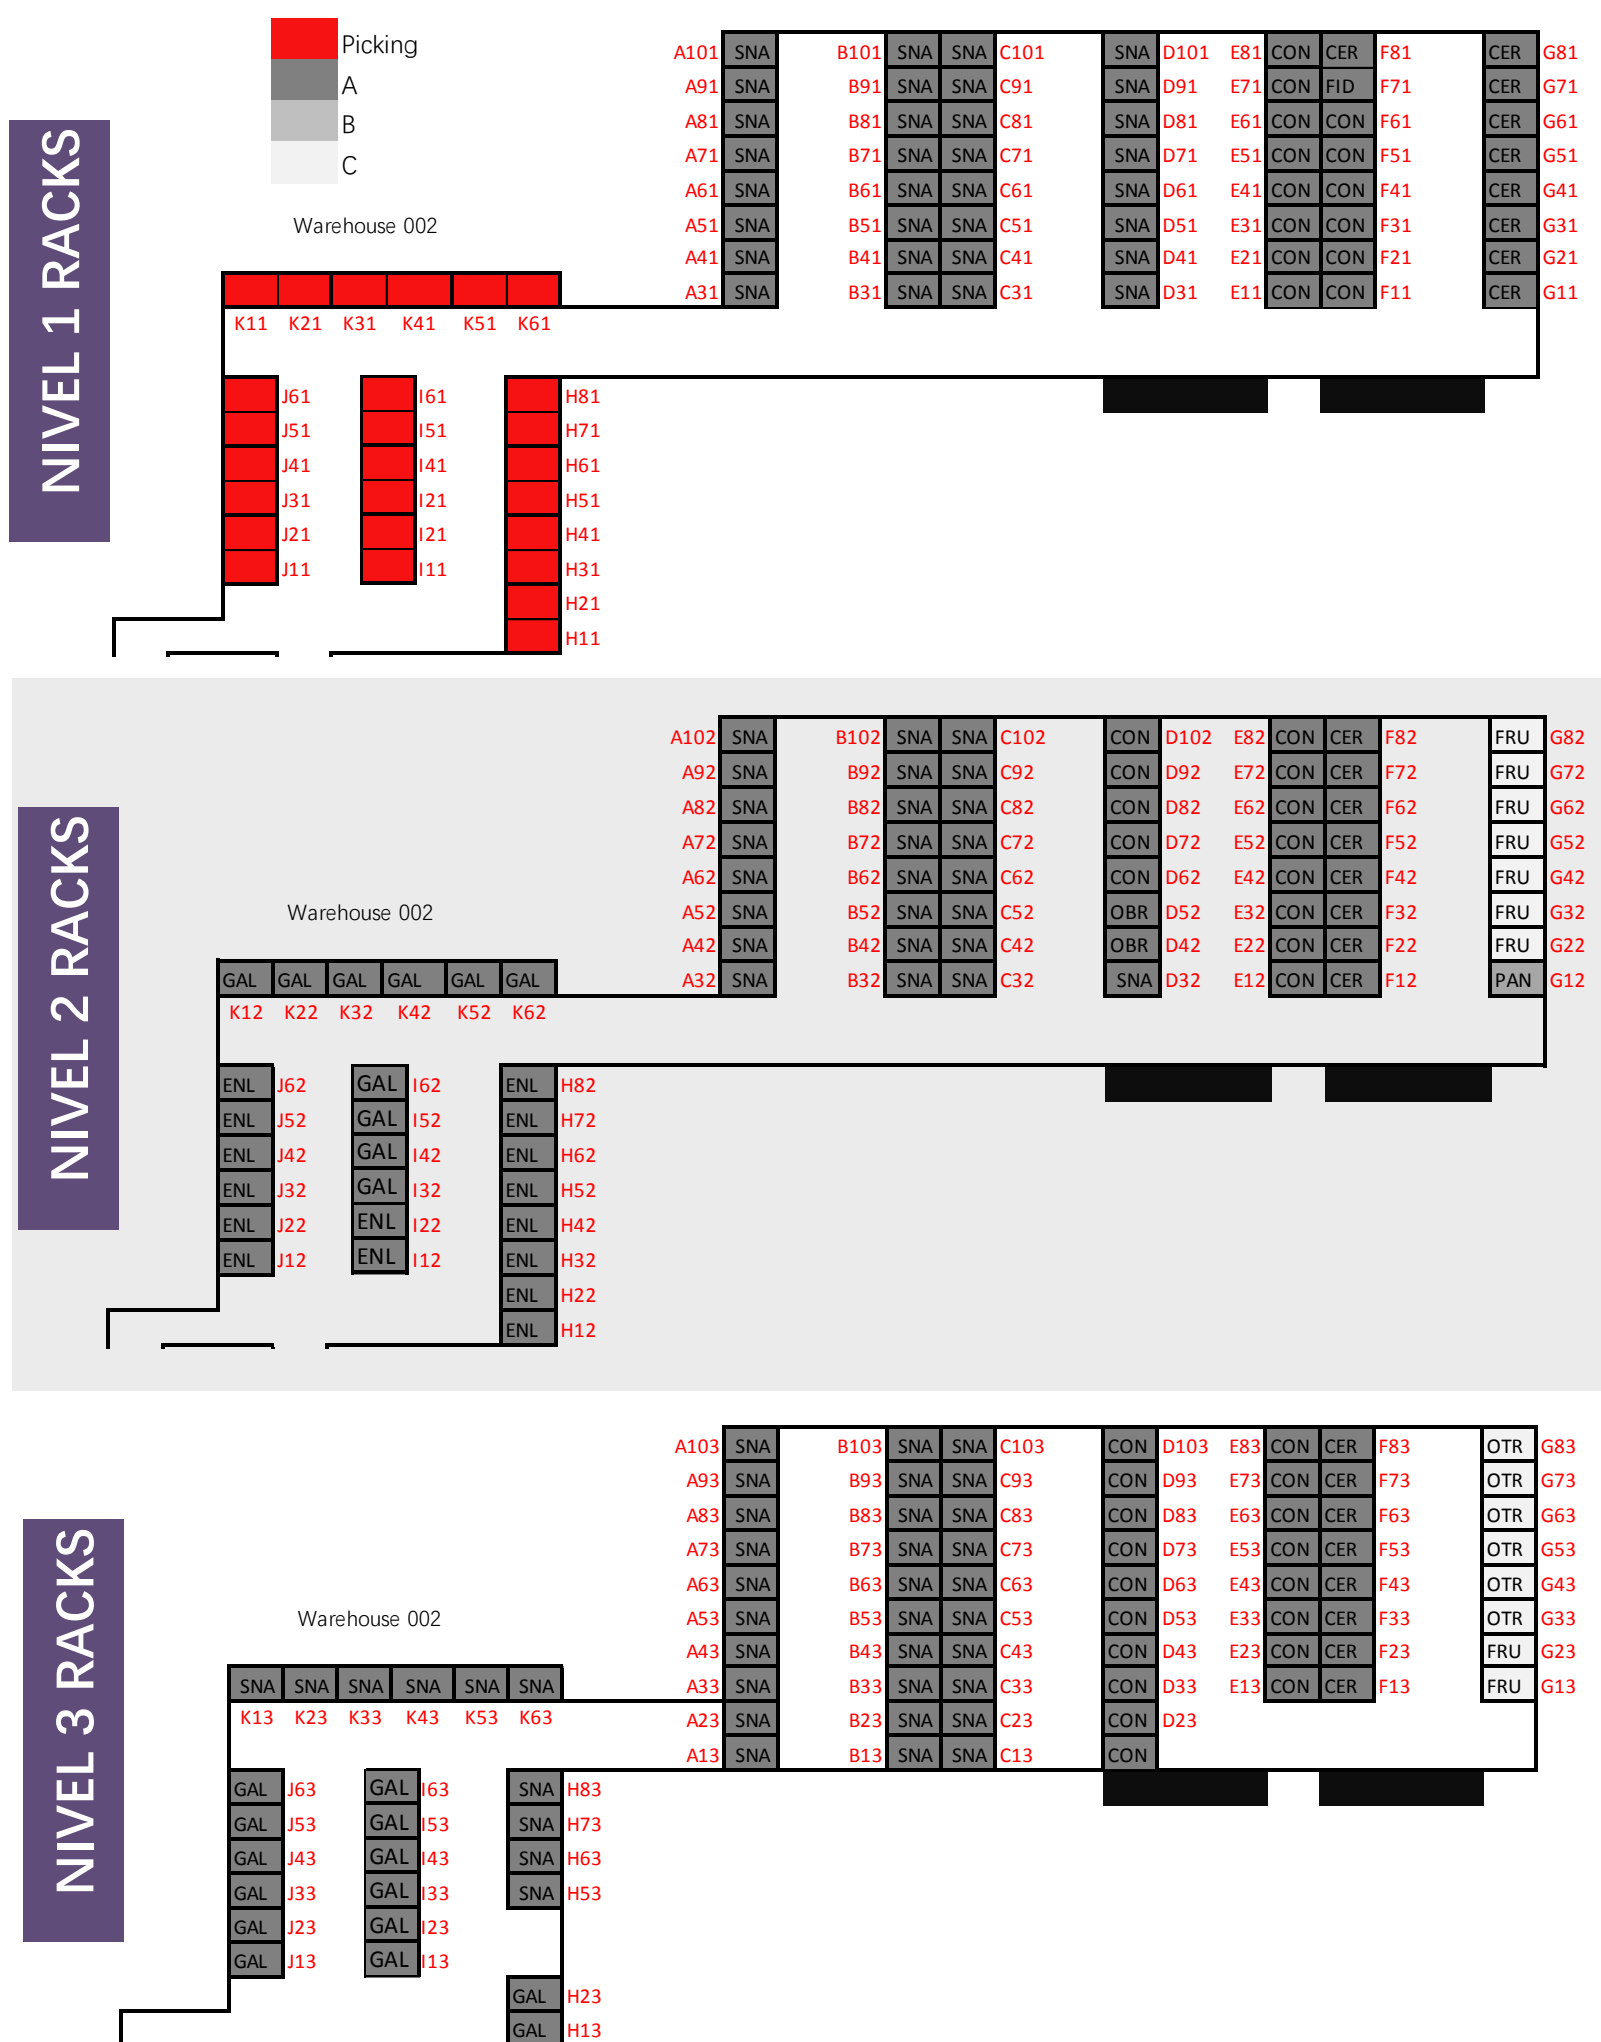 Picking
A
B
C
NIVEL 1 RACKS
Warehouse 002
A101 SNA B101 SNA SNA C101 SNA D101 E81 CON CER F81 CER G81
A91 SNA B91 SNA SNA C91 SNA D91 E71 CON FID F71 CER G71
A81 SNA B81 SNA SNA C81 SNA D81 E61 CON CON F61 CER G61
A71 SNA B71 SNA SNA C71 SNA D71 E51 CON CON F51 CER G51
A61 SNA B61 SNA SNA C61 SNA D61 E41 CON CON F41 CER G41
A51 SNA B51 SNA SNA C51 SNA D51 E31 CON CON F31 CER G31
A41 SNA B41 SNA SNA C41 SNA D41 E21 CON CON F21 CER G21
A31 SNA B31 SNA SNA C31 SNA D31 E11 CON CON F11 CER G11
K11 K21 K31 K41 K51 K61
J61 I61 H81
J51 I51 H71
J41 I41 H61
J31 I21 H51
J21 I21 H41
J11 I11 H31
H21
H11
NIVEL 2 RACKS
Warehouse 002
A102 SNA B102 SNA SNA C102 CON D102 E82 CON CER F82 FRU G82
A92 SNA B92 SNA SNA C92 CON D92 E72 CON CER F72 FRU G72
A82 SNA B82 SNA SNA C82 CON D82 E62 CON CER F62 FRU G62
A72 SNA B72 SNA SNA C72 CON D72 E52 CON CER F52 FRU G52
A62 SNA B62 SNA SNA C62 CON D62 E42 CON CER F42 FRU G42
A52 SNA B52 SNA SNA C52 OBR D52 E32 CON CER F32 FRU G32
A42 SNA B42 SNA SNA C42 OBR D42 E22 CON CER F22 FRU G22
GAL GAL GAL GAL GAL GAL A32 SNA B32 SNA SNA C32 SNA D32 E12 CON CER F12 PAN G12
K12 K22 K32 K42 K52 K62
ENL J62 GAL I62 ENL H82
ENL J52 GAL I52 ENL H72
ENL J42 GAL I42 ENL H62
ENL J32 GAL I32 ENL H52
ENL J22 ENL I22 ENL H42
ENL J12 ENL I12 ENL H32
ENL H22
ENL H12
NIVEL 3 RACKS
Warehouse 002
A103 SNA B103 SNA SNA C103 CON D103 E83 CON CER F83 OTR G83
A93 SNA B93 SNA SNA C93 CON D93 E73 CON CER F73 OTR G73
A83 SNA B83 SNA SNA C83 CON D83 E63 CON CER F63 OTR G63
A73 SNA B73 SNA SNA C73 CON D73 E53 CON CER F53 OTR G53
A63 SNA B63 SNA SNA C63 CON D63 E43 CON CER F43 OTR G43
A53 SNA B53 SNA SNA C53 CON D53 E33 CON CER F33 OTR G33
A43 SNA B43 SNA SNA C43 CON D43 E23 CON CER F23 FRU G23
SNA SNA SNA SNA SNA SNA A33 SNA B33 SNA SNA C33 CON D33 E13 CON CER F13 FRU G13
K13 K23 K33 K43 K53 K63 A23 SNA B23 SNA SNA C23 CON D23
A13 SNA B13 SNA SNA C13 CON
GAL J63 GAL I63 SNA H83
GAL J53 GAL I53 SNA H73
GAL J43 GAL I43 SNA H63
GAL J33 GAL I33 SNA H53
GAL J23 GAL I23
GAL J13 GAL I13
GAL H23
GAL H13